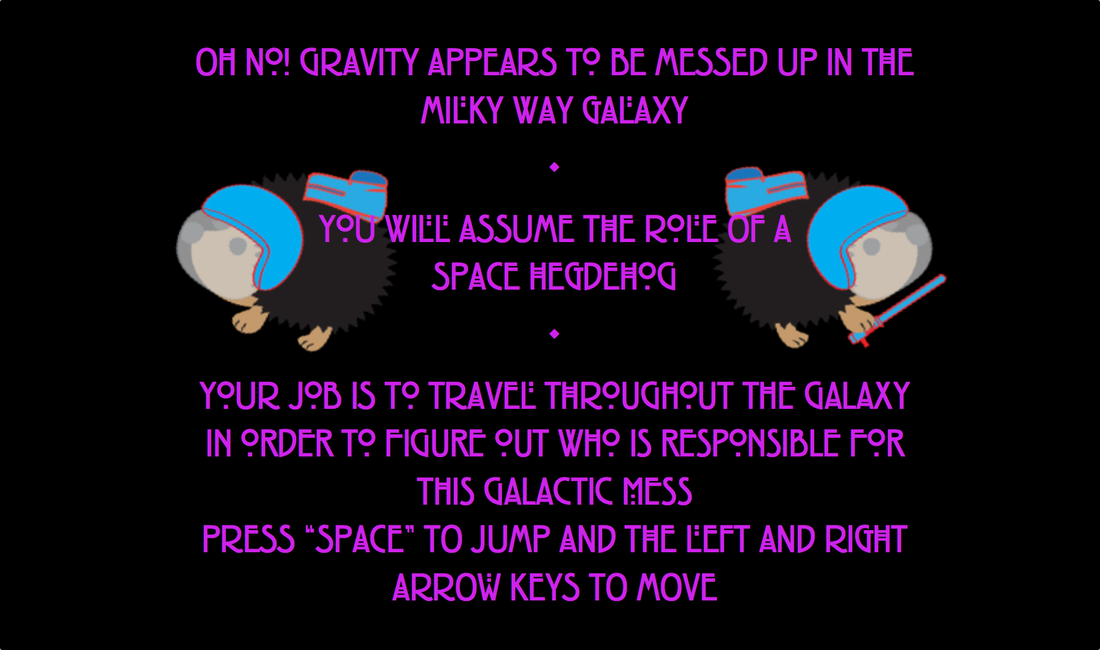 OH NO! GRAVITY APPEARS TO BE MESSED UP IN THE
MILKY WAY GALAXY
YOU WILL ASSUME THE ROLE OF A
SPACE HEGDEHOG
YOUR JOB IS TO TRAVEL THROUGHOUT THE GALAXY
IN ORDER TO FIGURE OUT WHO IS RESPONSIBLE FOR
THIS GALACTIC MESS
PRESS "SPACE" TO JUMP AND THE LEFT AND RIGHT
ARROW KEYS TO MOVE